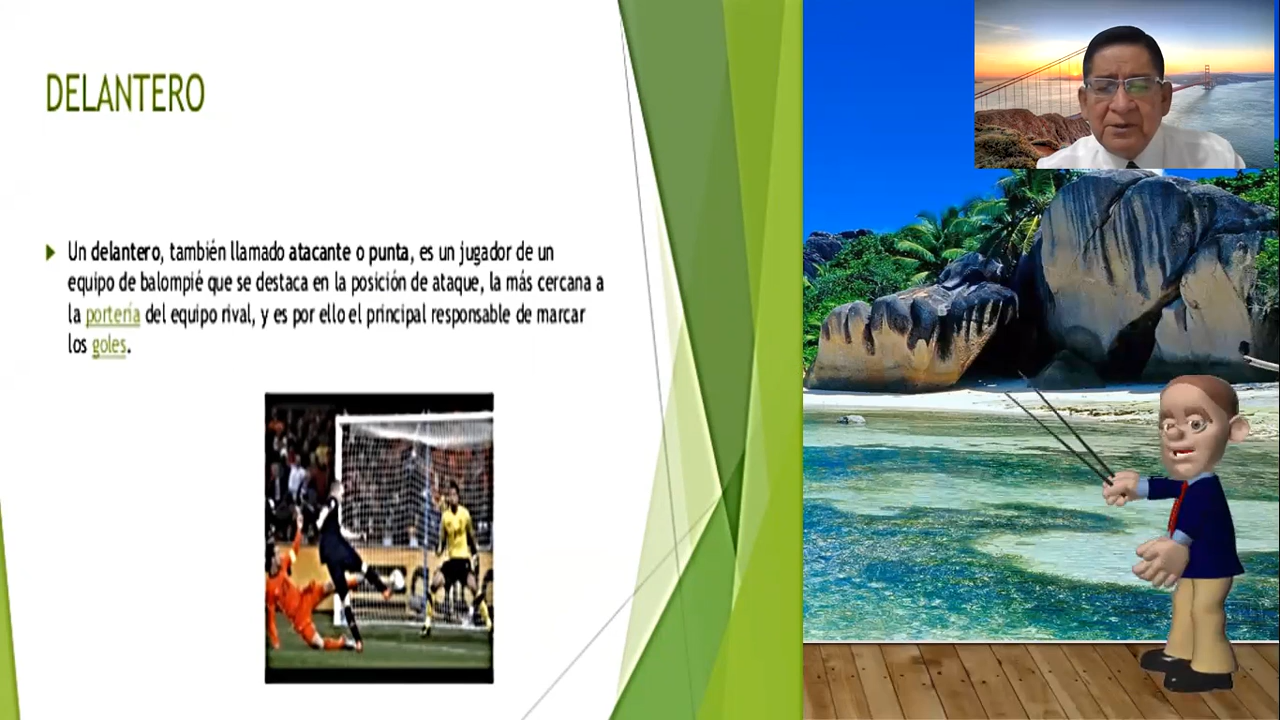 DELANTERO
Un delantero, también llamado atacante o punta, es un jugador de un
equipo de balompié que se destaca en la posición de ataque, la más cercana a
la portería del equipo rival, y es por ello el principal responsable de marcar
los goles.